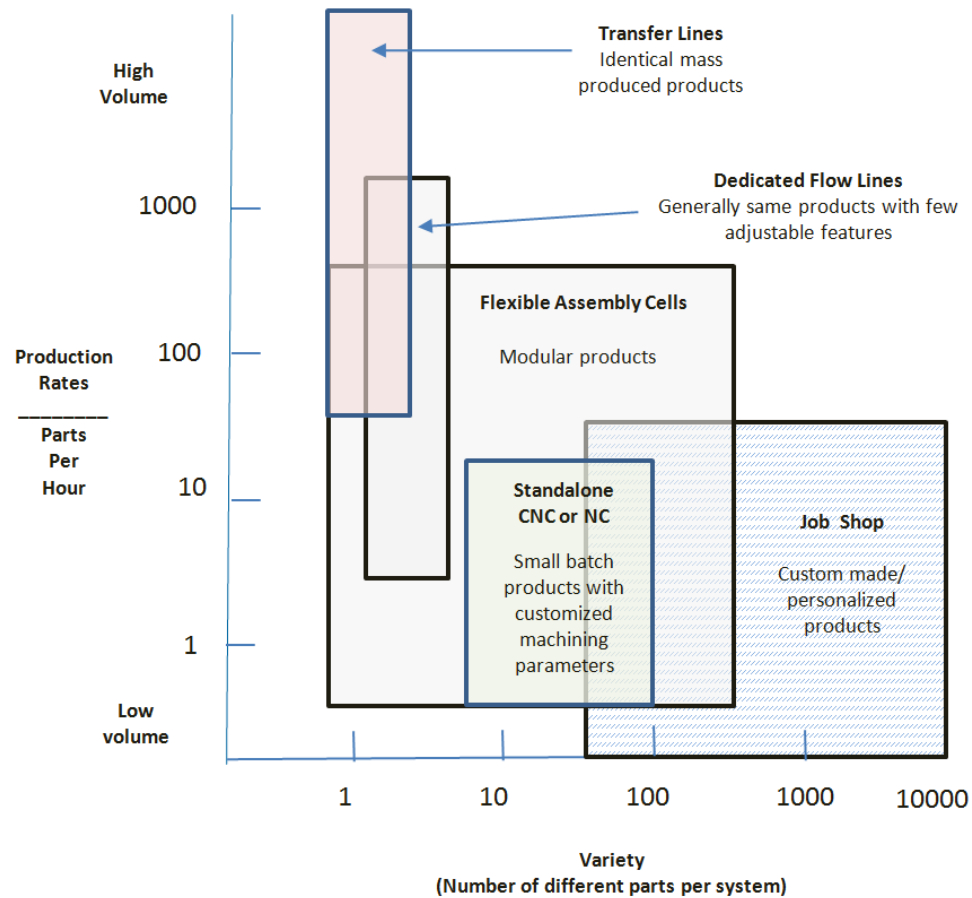 Transfer Lines
Identical mass
produced products
High
Volume
Dedicated Flow Lines
Generally same products with few
adjustable features
1000
Flexible Assembly Cells
Modular products
100
Production
Rates
________
Parts
Per
Hour
10
Standalone
CNC or NC
Small batch
products with
customized
machining
parameters
Job Shop
Custom made/
personalized
products
1
Low
volume
1
10
100
1000
10000
Variety
(Number of different parts per system)